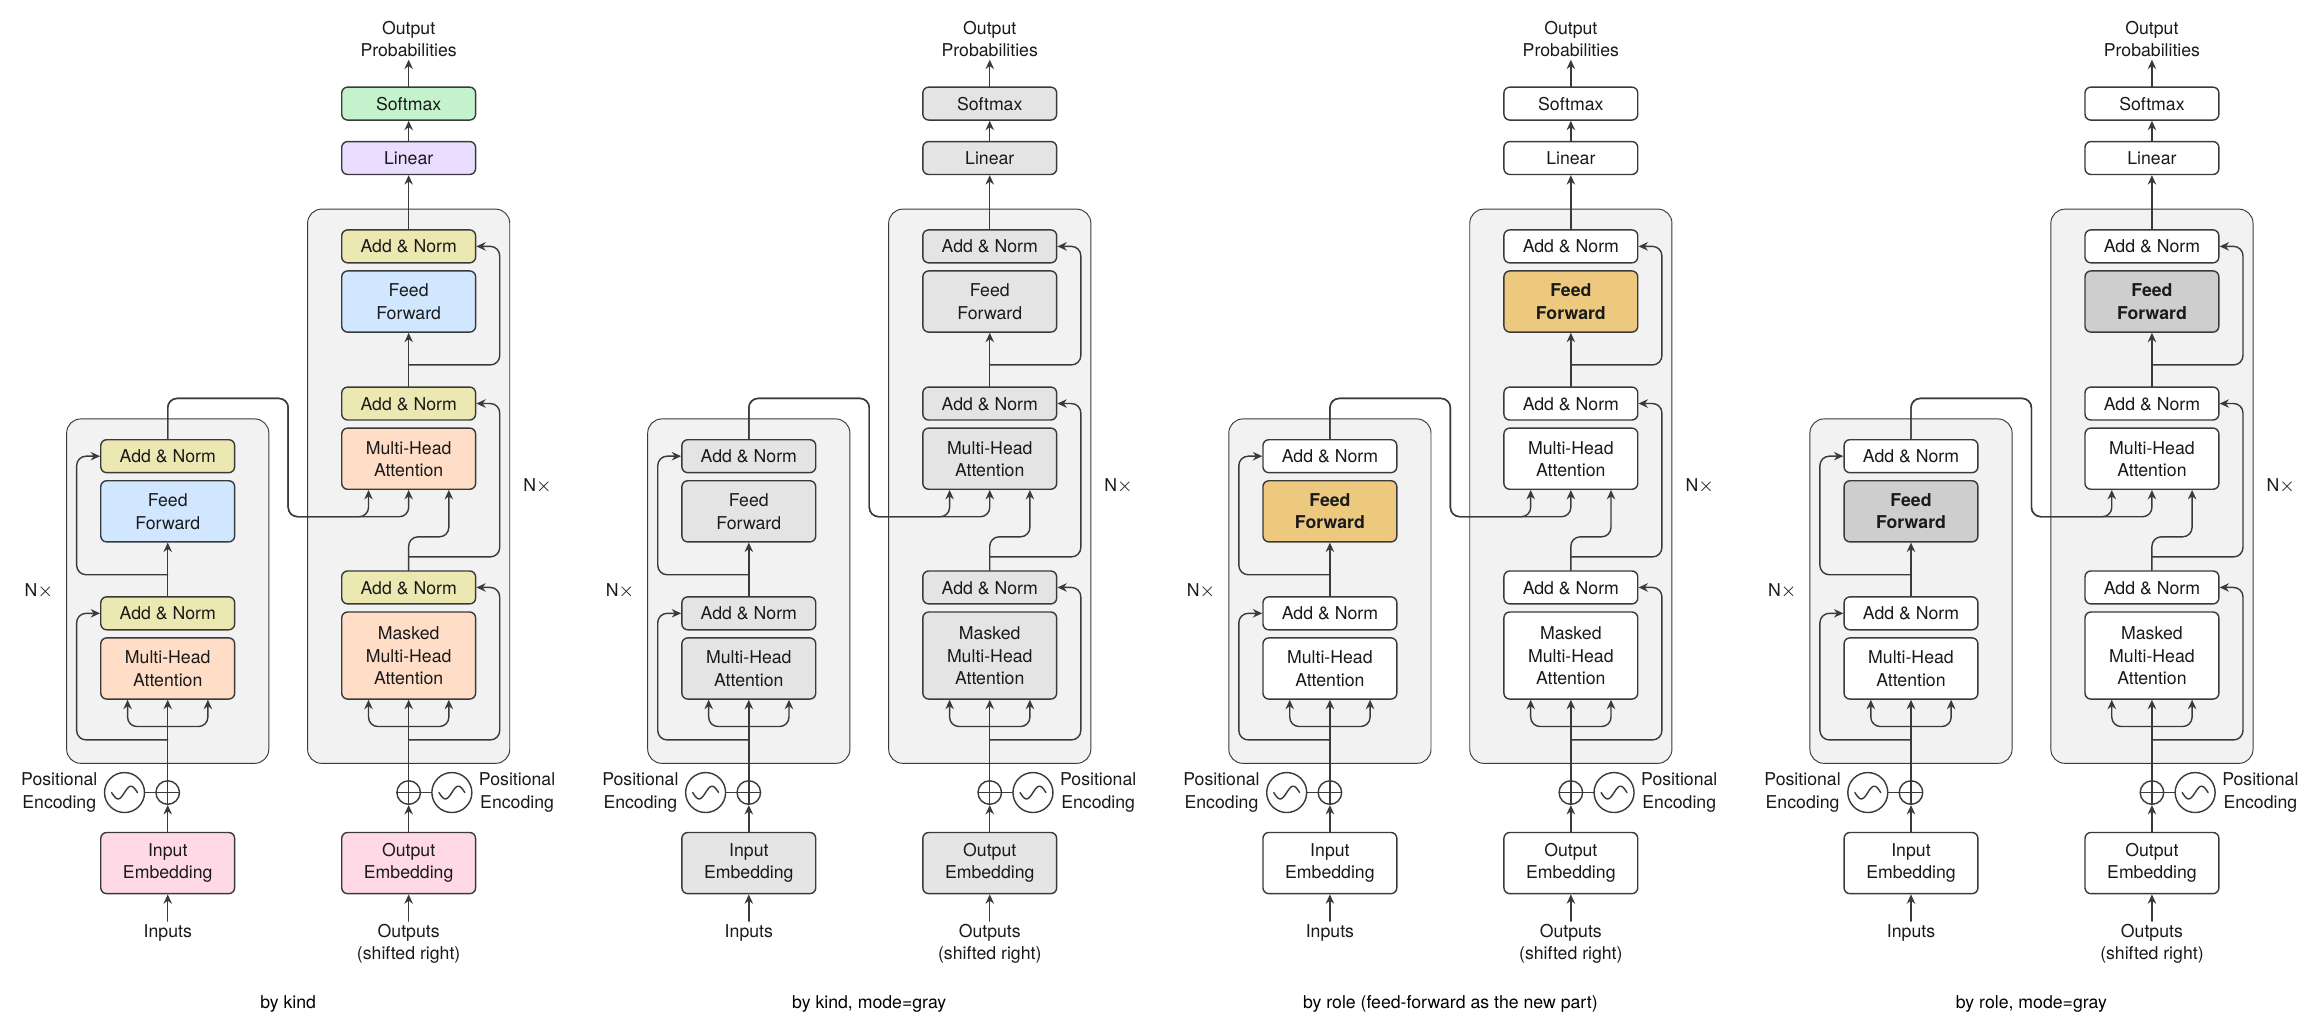 Output
Probabilities
Softmax
Linear
Add & Norm
Feed
Forward
Add & Norm
Multi-Head
Attention
N×
Add & Norm
Masked
Multi-Head
Attention
Positional
Encoding
Output
Embedding
Outputs
(shifted right)
Add & Norm
Feed
Forward
N×
Add & Norm
Multi-Head
Attention
Positional
Encoding
Input
Embedding
Inputs
by kind
Output
Probabilities
Softmax
Linear
Add & Norm
Feed
Forward
Add & Norm
Multi-Head
Attention
N×
Add & Norm
Masked
Multi-Head
Attention
Positional
Encoding
Output
Embedding
Outputs
(shifted right)
Add & Norm
Feed
Forward
N×
Add & Norm
Multi-Head
Attention
Positional
Encoding
Input
Embedding
Inputs
by kind, mode=gray
Output
Probabilities
Softmax
Linear
Add & Norm
Feed
Forward
Add & Norm
Multi-Head
Attention
N×
Add & Norm
Masked
Multi-Head
Attention
Positional
Encoding
Output
Embedding
Outputs
(shifted right)
Add & Norm
Feed
Forward
N×
Add & Norm
Multi-Head
Attention
Positional
Encoding
Input
Embedding
Inputs
by role (feed-forward as the new part)
Output
Probabilities
Softmax
Linear
Add & Norm
Feed
Forward
Add & Norm
Multi-Head
Attention
N×
Add & Norm
Masked
Multi-Head
Attention
Positional
Encoding
Output
Embedding
Outputs
(shifted right)
Add & Norm
Feed
Forward
N×
Add & Norm
Multi-Head
Attention
Positional
Encoding
Input
Embedding
Inputs
by role, mode=gray